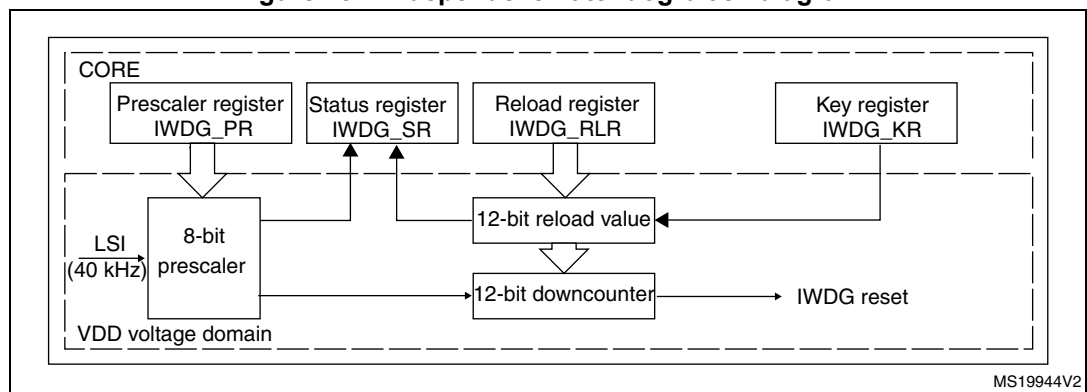 CORE
Prescaler register
IWDG_PR
Status register
IWDG_SR
Reload register
IWDG_RLR
Key register
IWDG_KR
LSI
(40 kHz)
8-bit
prescaler
12-bit reload value
12-bit downcounter
IWDG reset
VDD voltage domain
MS19944V2